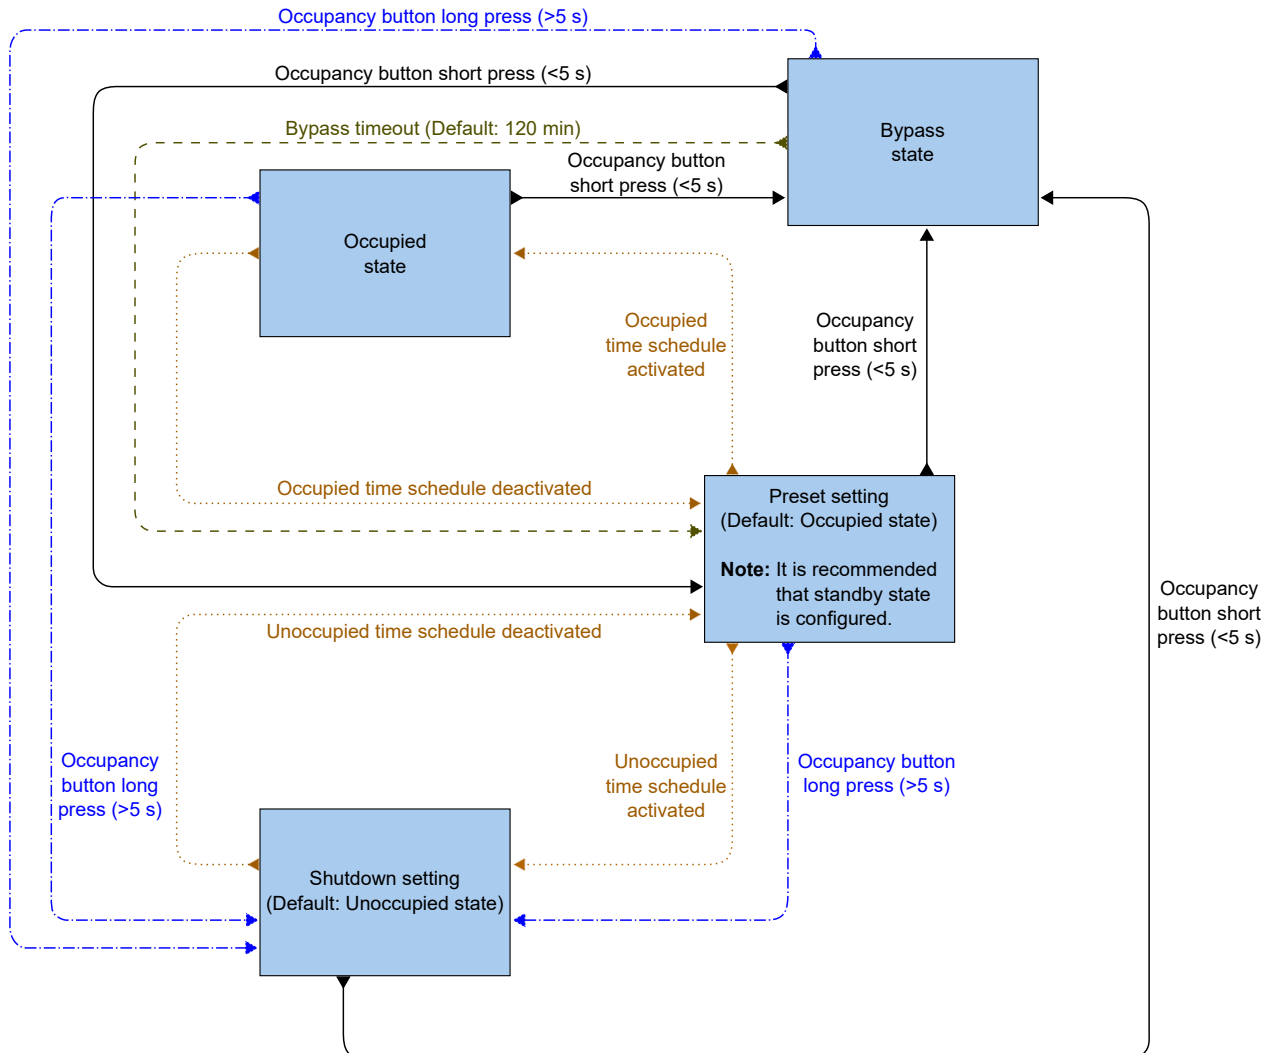 Occupancy button long press (>5 s)
Occupancy button short press (<5 s)
Bypass timeout (Default: 120 min)
Bypass
state
Occupancy button
short press (<5 s)
Occupied
state
Occupied
time schedule
activated
Occupancy
button short
press (<5 s)
Occupied time schedule deactivated
Preset setting
(Default: Occupied state)
Note: It is recommended
that standby state
is configured.
Unoccupied time schedule deactivated
Occupancy
button short
press (<5 s)
Occupancy
button long
press (>5 s)
Unoccupied
time schedule
activated
Occupancy button
long press (>5 s)
Shutdown setting
(Default: Unoccupied state)